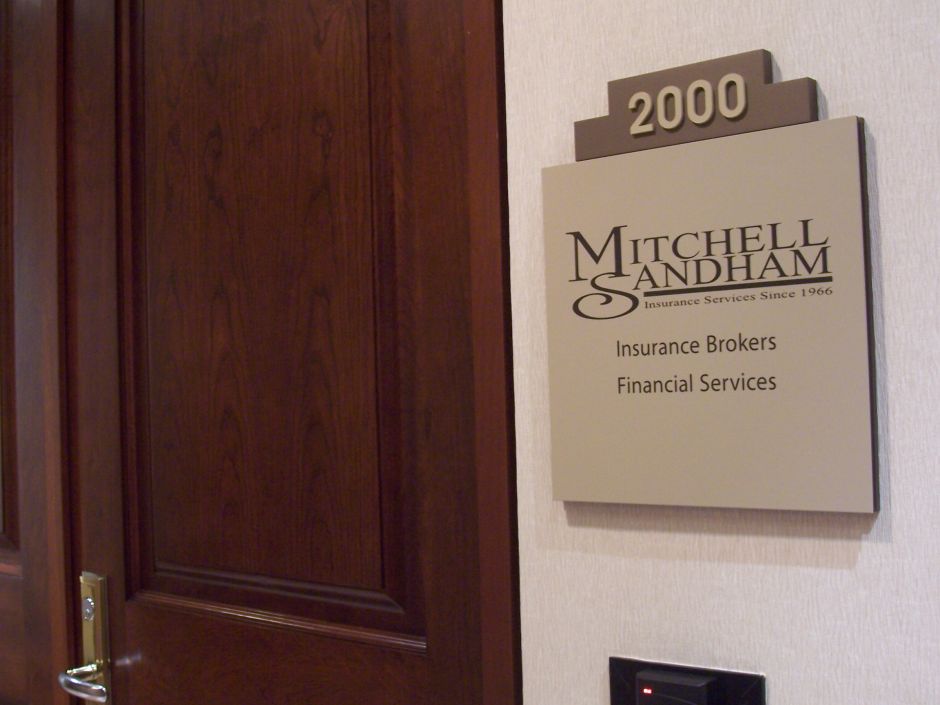 2000
MITCHELL
SANDHAM
Insurance Services Since 1966
Insurance Brokers
Financial Services